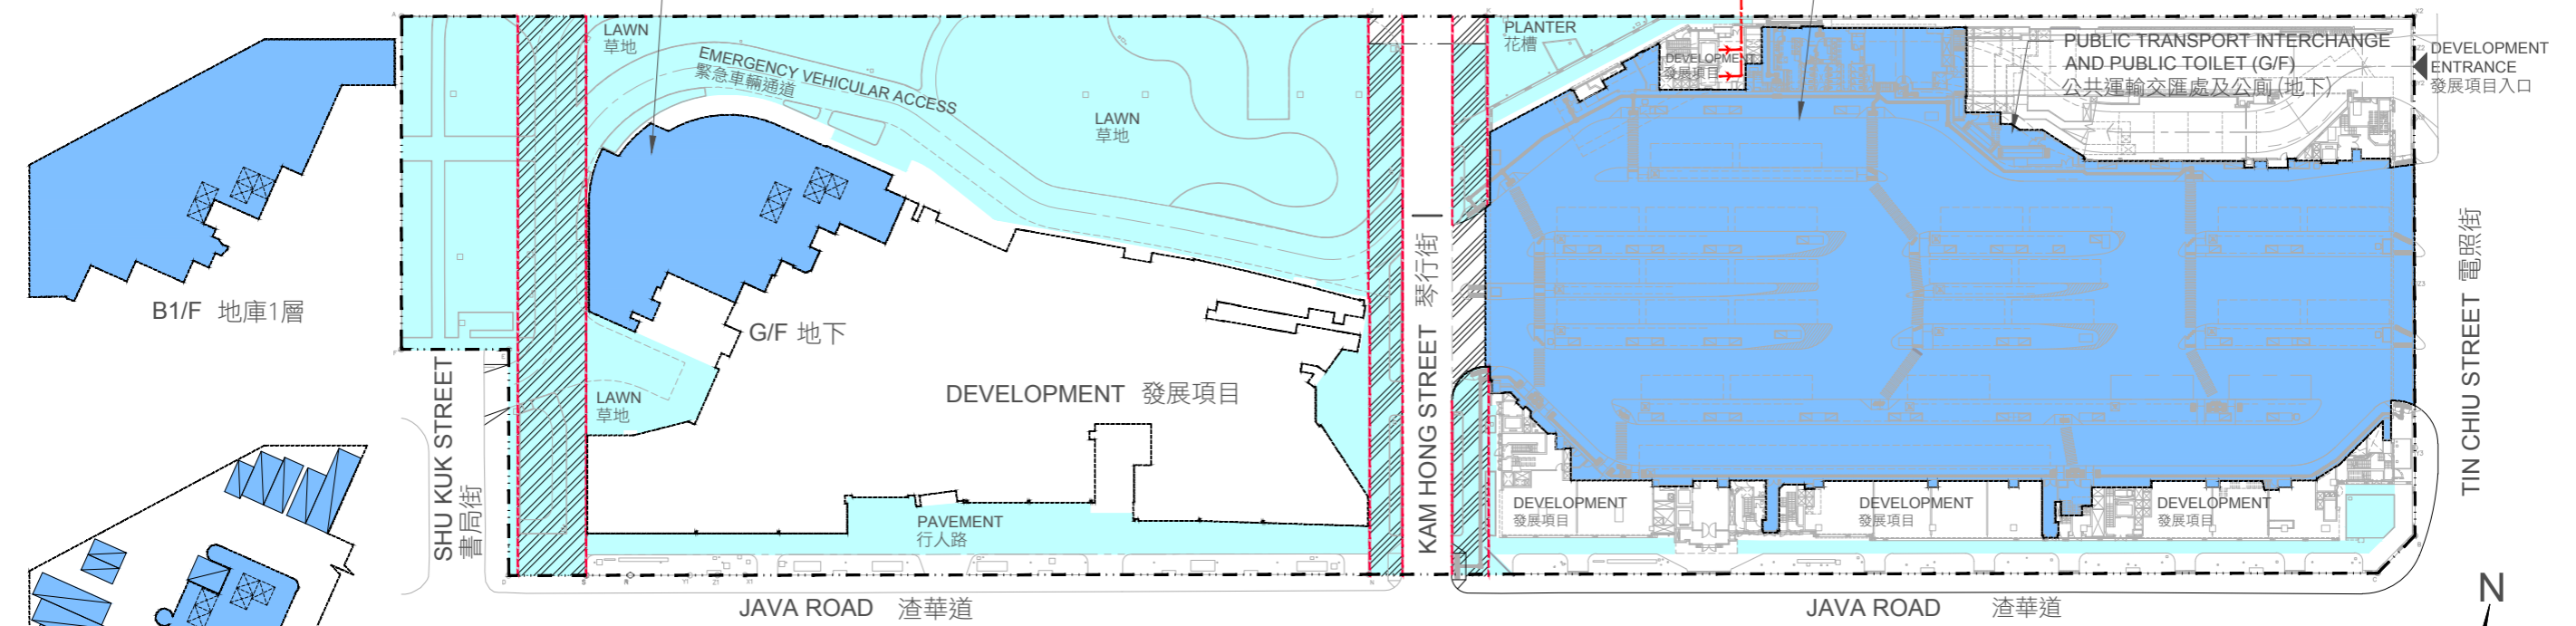 LAWN
草地
EMERGENCY VEHICULAR ACCESS
緊急車輛通道
LAWN
草地
B1/F 地庫1層
G/F 地下
DEVELOPMENT 發展項目
LAWN
草地
PAVEMENT
行人路
SHU KUK STREET
書局街
JAVA ROAD 渣華道
KAM HONG STREET 琴行街
PLANTER
花槽
DEVELOPMENT
發展項目
PUBLIC TRANSPORT INTERCHANGE
AND PUBLIC TOILET (G/F)
公共運輸交匯處及公廁 (地下)
DEVELOPMENT
ENTRANCE
發展項目入口
TIN CHIU STREET 電照街
DEVELOPMENT
發展項目
DEVELOPMENT
發展項目
DEVELOPMENT
發展項目
JAVA ROAD 渣華道
N